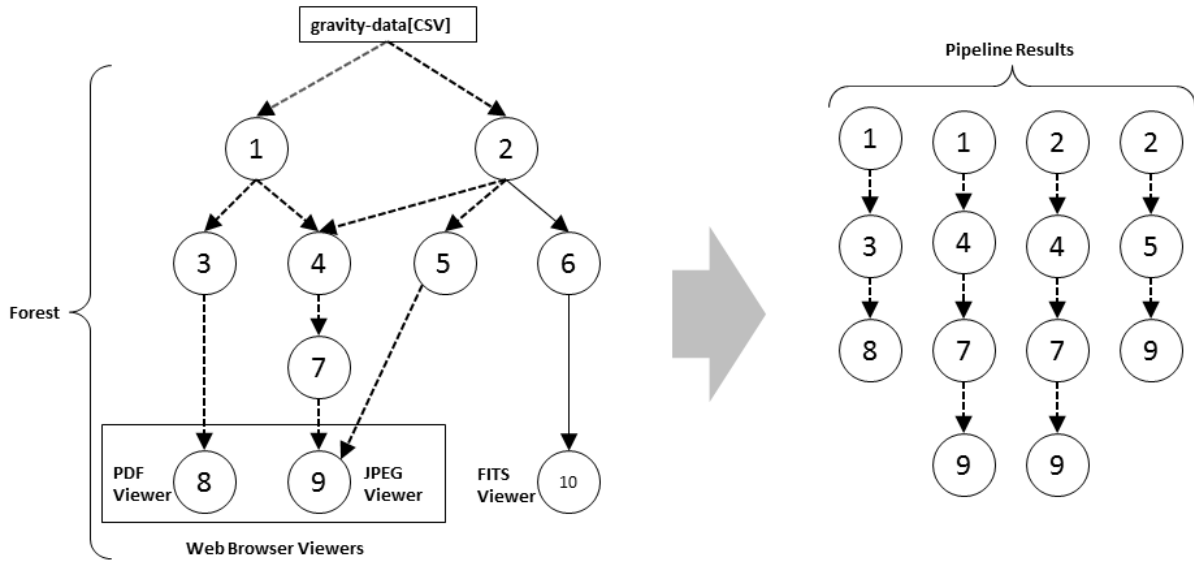 gravity-data[CSV]
Pipeline Results
Forest
1
2
3
4
5
6
7
PDF
Viewer
8
9
JPEG
Viewer
FITS
Viewer
10
Web Browser Viewers
1
1
2
2
3
4
4
5
8
7
7
9
9
9